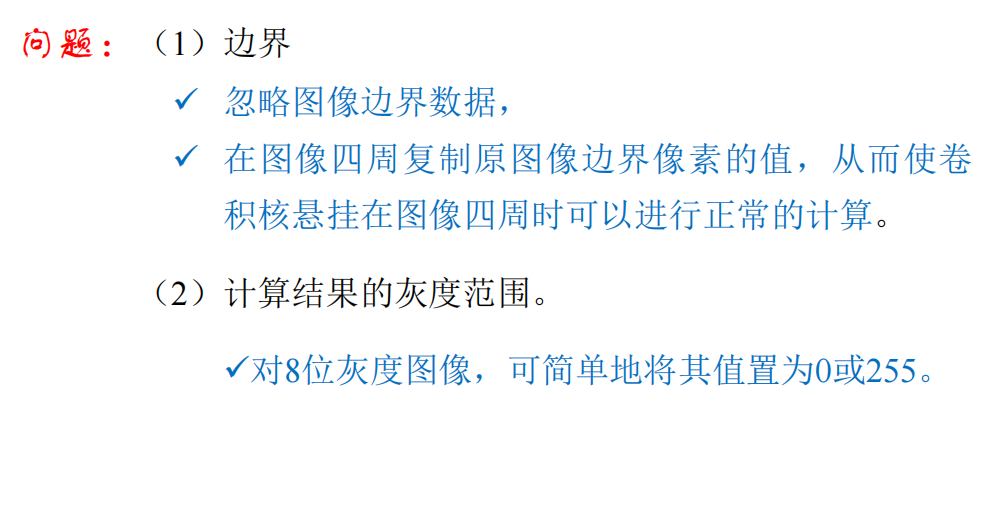 问题：（1）边界
✓ 忽略图像边界数据，
✓ 在图像四周复制原图像边界像素的值，从而使卷
积核悬挂在图像四周时可以进行正常的计算。
（2）计算结果的灰度范围。
✓对8位灰度图像，可简单地将其值置为0或255。